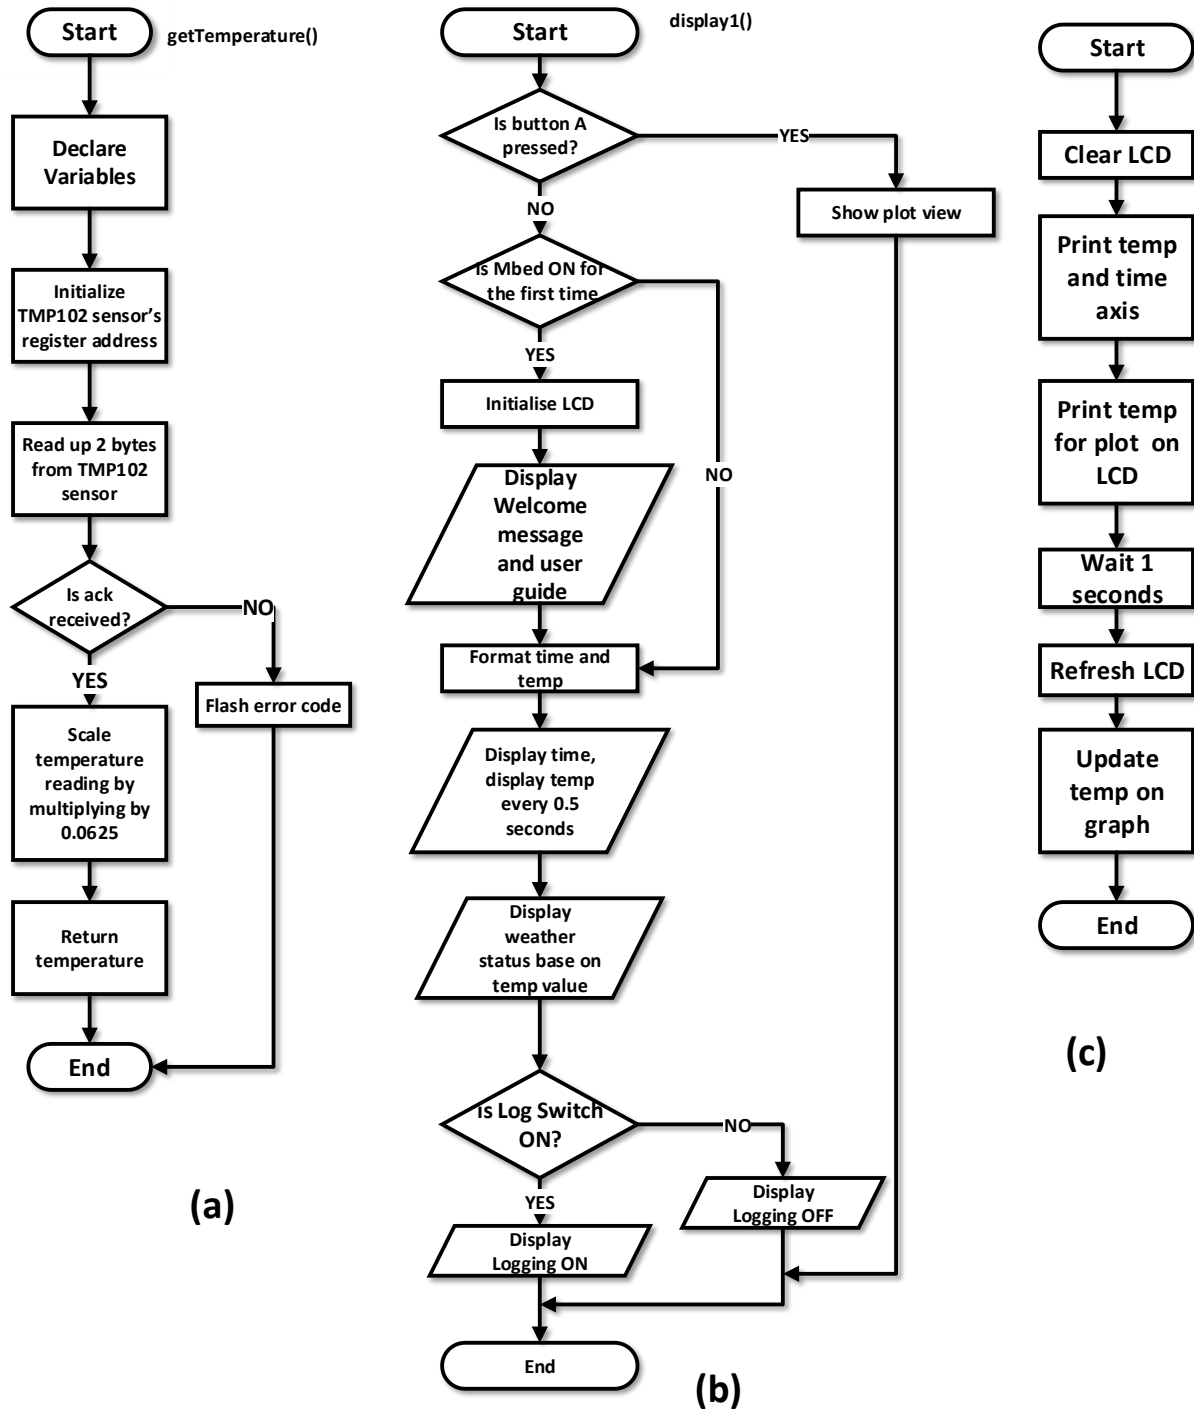 Start
getTemperature()
Declare
Variables
Initialize
TMP102 sensor's
register address
Read up 2 bytes
from TMP102
sensor
Is ack
received?
NO
YES
Flash error code
Scale
temperature
reading by
multiplying by
0.0625
Return
temperature
End
(a)
Start
display1()
Is button A
pressed?
YES
NO
Show plot view
Is Mbed ON for
the first time
YES
NO
Initialise LCD
Display
Welcome
message
and user
guide
Format time and
temp
Display time,
display temp
every 0.5
seconds
Display
weather
status base on
temp value
Is Log Switch
ON?
NO
YES
Display
Logging OFF
Display
Logging ON
End
(b)
Start
Clear LCD
Print temp
and time
axis
Print temp
for plot on
LCD
Wait 1
seconds
Refresh LCD
Update
temp on
graph
End
(c)